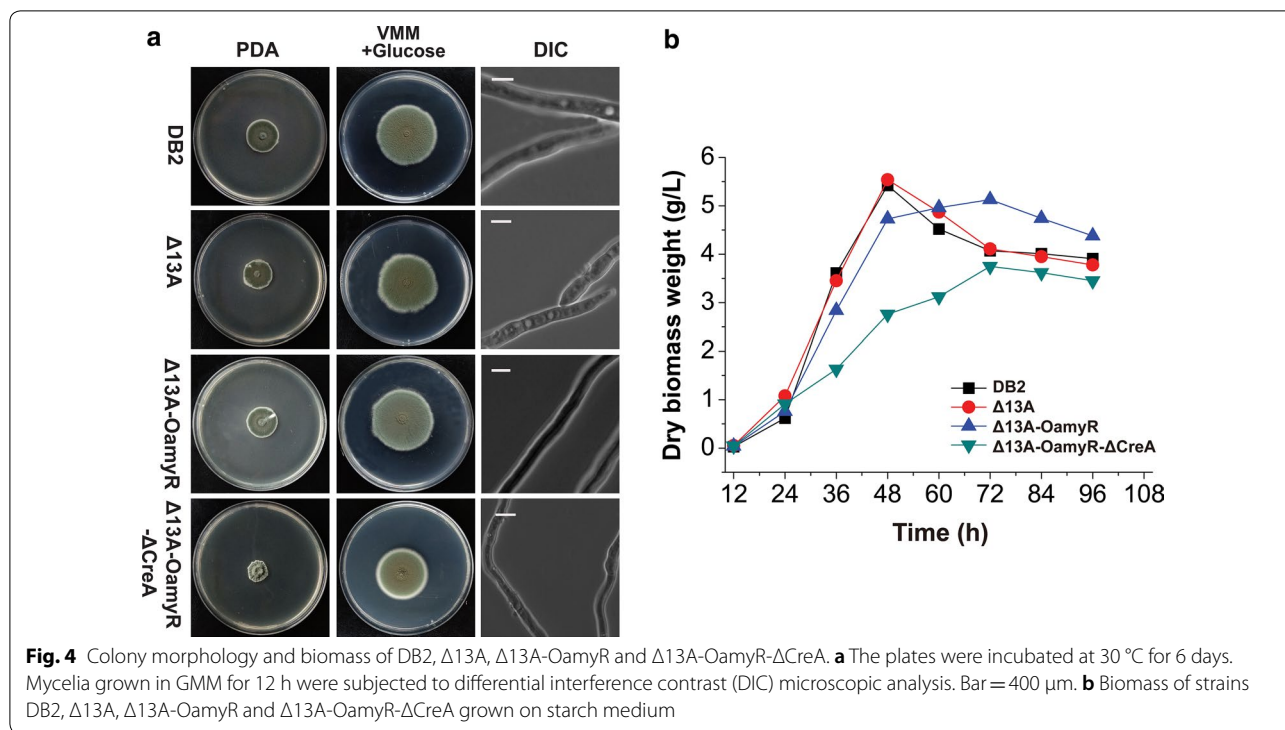 a
PDA
VMM
+Glucose
DIC
DB2
Δ13A
Δ13A-OamyR
Δ13A-OamyR
-ΔCreA
b
Dry biomass weight (g/L)
6
5
4
3
2
1
0
12 24 36 48 60 72 84 96 108
Time (h)
DB2
Δ13A
Δ13A-OamyR
Δ13A-OamyR-ΔCreA
Fig. 4 Colony morphology and biomass of DB2, Δ13A, Δ13A-OamyR and Δ13A-OamyR-ΔCreA. a The plates were incubated at 30 °C for 6 days.
Mycelia grown in GMM for 12 h were subjected to differential interference contrast (DIC) microscopic analysis. Bar = 400 μm. b Biomass of strains
DB2, Δ13A, Δ13A-OamyR and Δ13A-OamyR-ΔCreA grown on starch medium